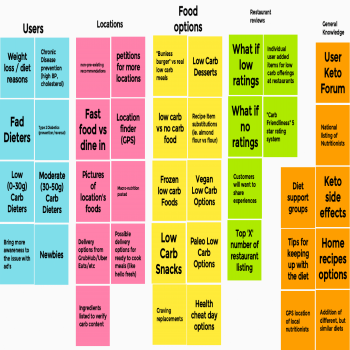 Users
Weight
loss / diet
reasons
Chronic
Disease
prevention
(high BP,
cholesterol)
Fad
Dieters
Type 2 Diabetics
(prevention/reversal)
Low
(0-30g)
Carb
Dieters
Moderate
(30-50g)
Carb
Dieters
Bring more
awareness to
the issue with
ad's
Newbies
Locations
non-pre-existing
recommendations
petitions
for more
locations
Fast
food vs
dine in
Location
finder
(GPS)
Pictures
of
location's
foods
Macro-nutrition
posted
Delivery
options from
GrubHub/Uber
Eats/etc
Possible
delivery
options for
ready to
cook meals
(like hello
fresh)
Ingredients
listed to verify
carb content
Food
options
"Bunless
burger" vs real
low carb
meals
Low Carb
Desserts
low carb vs
no carb
food
Recipe item
substitutions
(ie. almond
flour vs flour)
Frozen
low carb
Foods
Vegan
Low Carb
Options
Low
Carb
Snacks
Paleo Low
Carb
Options
Craving
replacements
Health
cheat day
options
Restaurant
reviews
What if
low
ratings
Individual
user added
items for low
carb offerings
at restaurants
What if
no
ratings
"Carb
Friendliness" 5
star rating
system
Customers
will want to
share
experiences
Top 'X'
number of
restaurant
listing
General
Knowledge
User
Keto
Forum
National
listing of
Nutritionists
Diet
support
groups
Keto
side
effects
Tips for
keeping
up with
the diet
Home
recipes
options
GPS location
of local
nutritionists
Addition of
different, but
similar diets